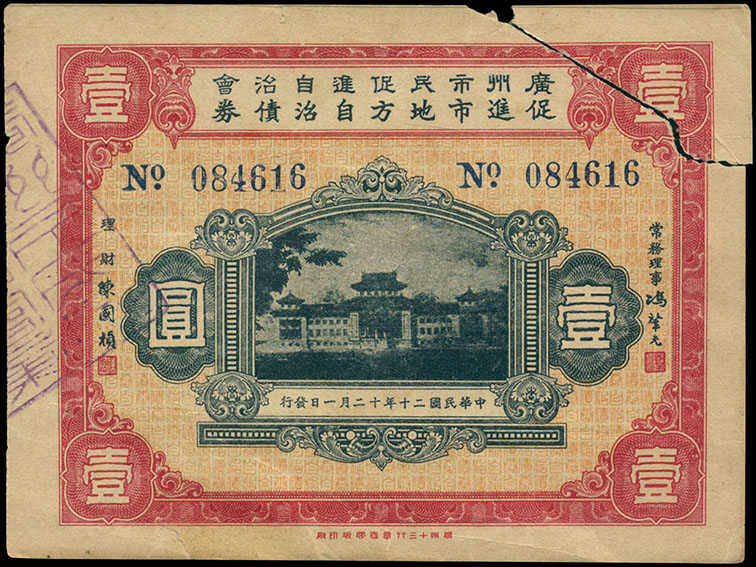 廣州市民促進自治會
促進市地方自治債券
壹
壹
No 084616
No 084616
常務理事
壹
圓
理財陳國楨
中華民國二十年十二月一日發行
壹
壹